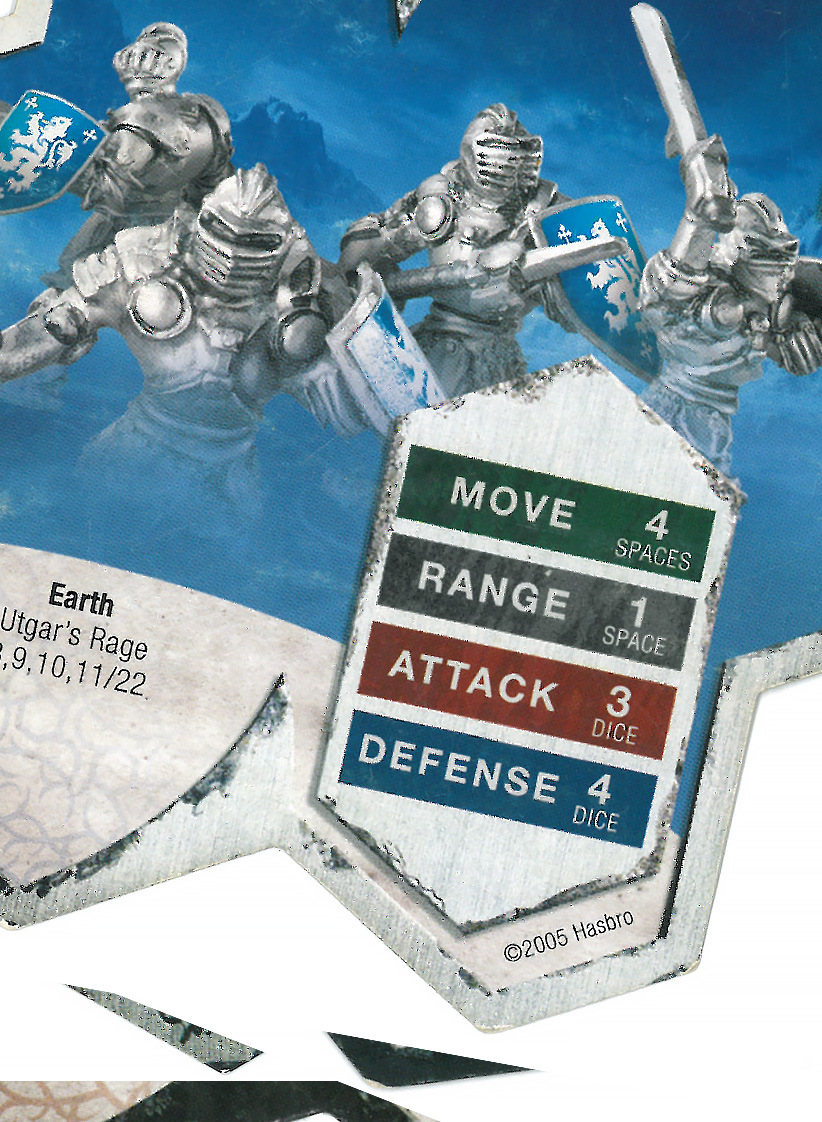 Earth
Utgar's Rage
8,9,10,11/22
MOVE 4
SPACES
RANGE 1
SPACE
ATTACK 3
DICE
DEFENSE 4
DICE
©2005 Hasbro